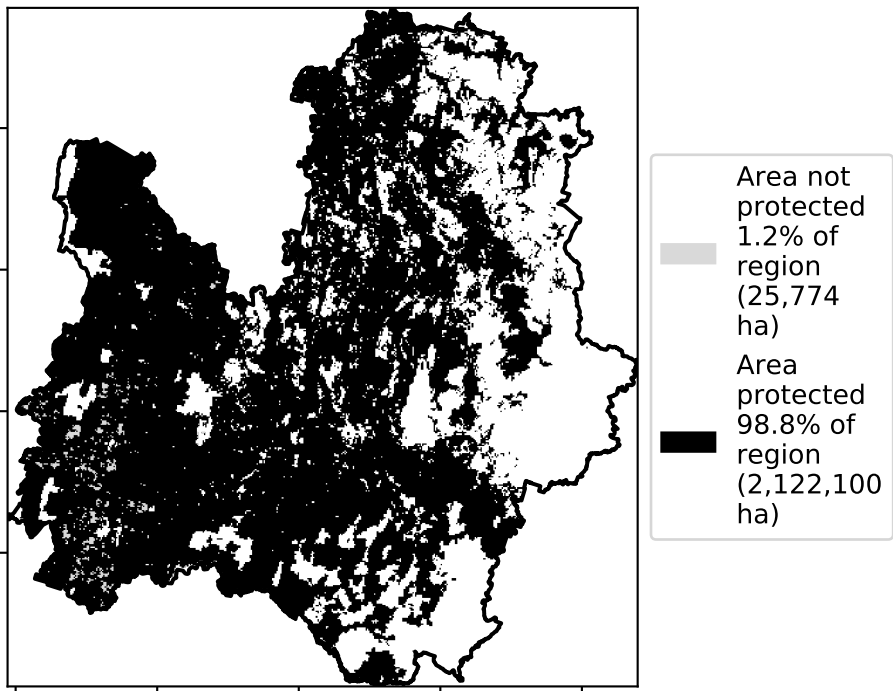 Area not
protected
1.2% of
region
(25,774
ha)
Area
protected
98.8% of
region
(2,122,100
ha)